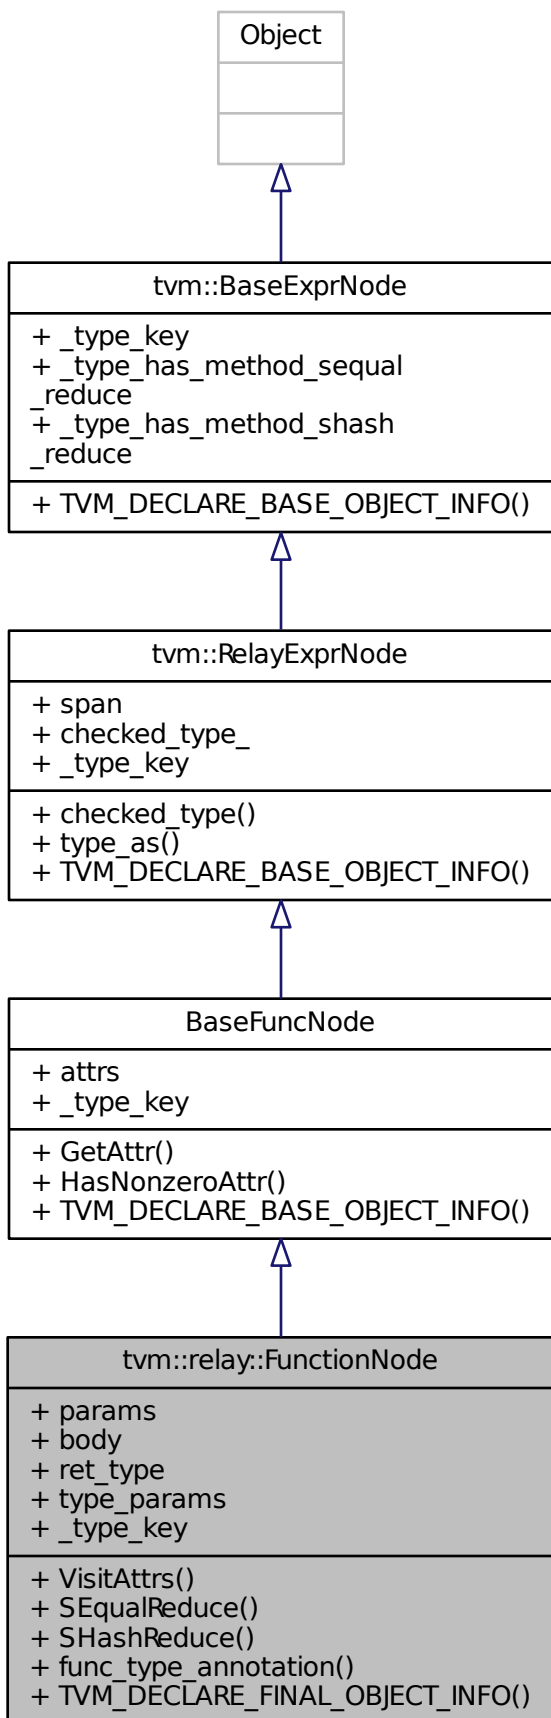 Object
tvm::BaseExprNode
+ _type_key
+ _type_has_method_sequal
_reduce
+ _type_has_method_shash
_reduce
+ TVM_DECLARE_BASE_OBJECT_INFO()
tvm::RelayExprNode
+ span
+ checked_type_
+ _type_key
+ checked_type()
+ type_as()
+ TVM_DECLARE_BASE_OBJECT_INFO()
BaseFuncNode
+ attrs
+ _type_key
+ GetAttr()
+ HasNonzeroAttr()
+ TVM_DECLARE_BASE_OBJECT_INFO()
tvm::relay::FunctionNode
+ params
+ body
+ ret_type
+ type_params
+ _type_key
+ VisitAttrs()
+ SEqualReduce()
+ SHashReduce()
+ func_type_annotation()
+ TVM_DECLARE_FINAL_OBJECT_INFO()